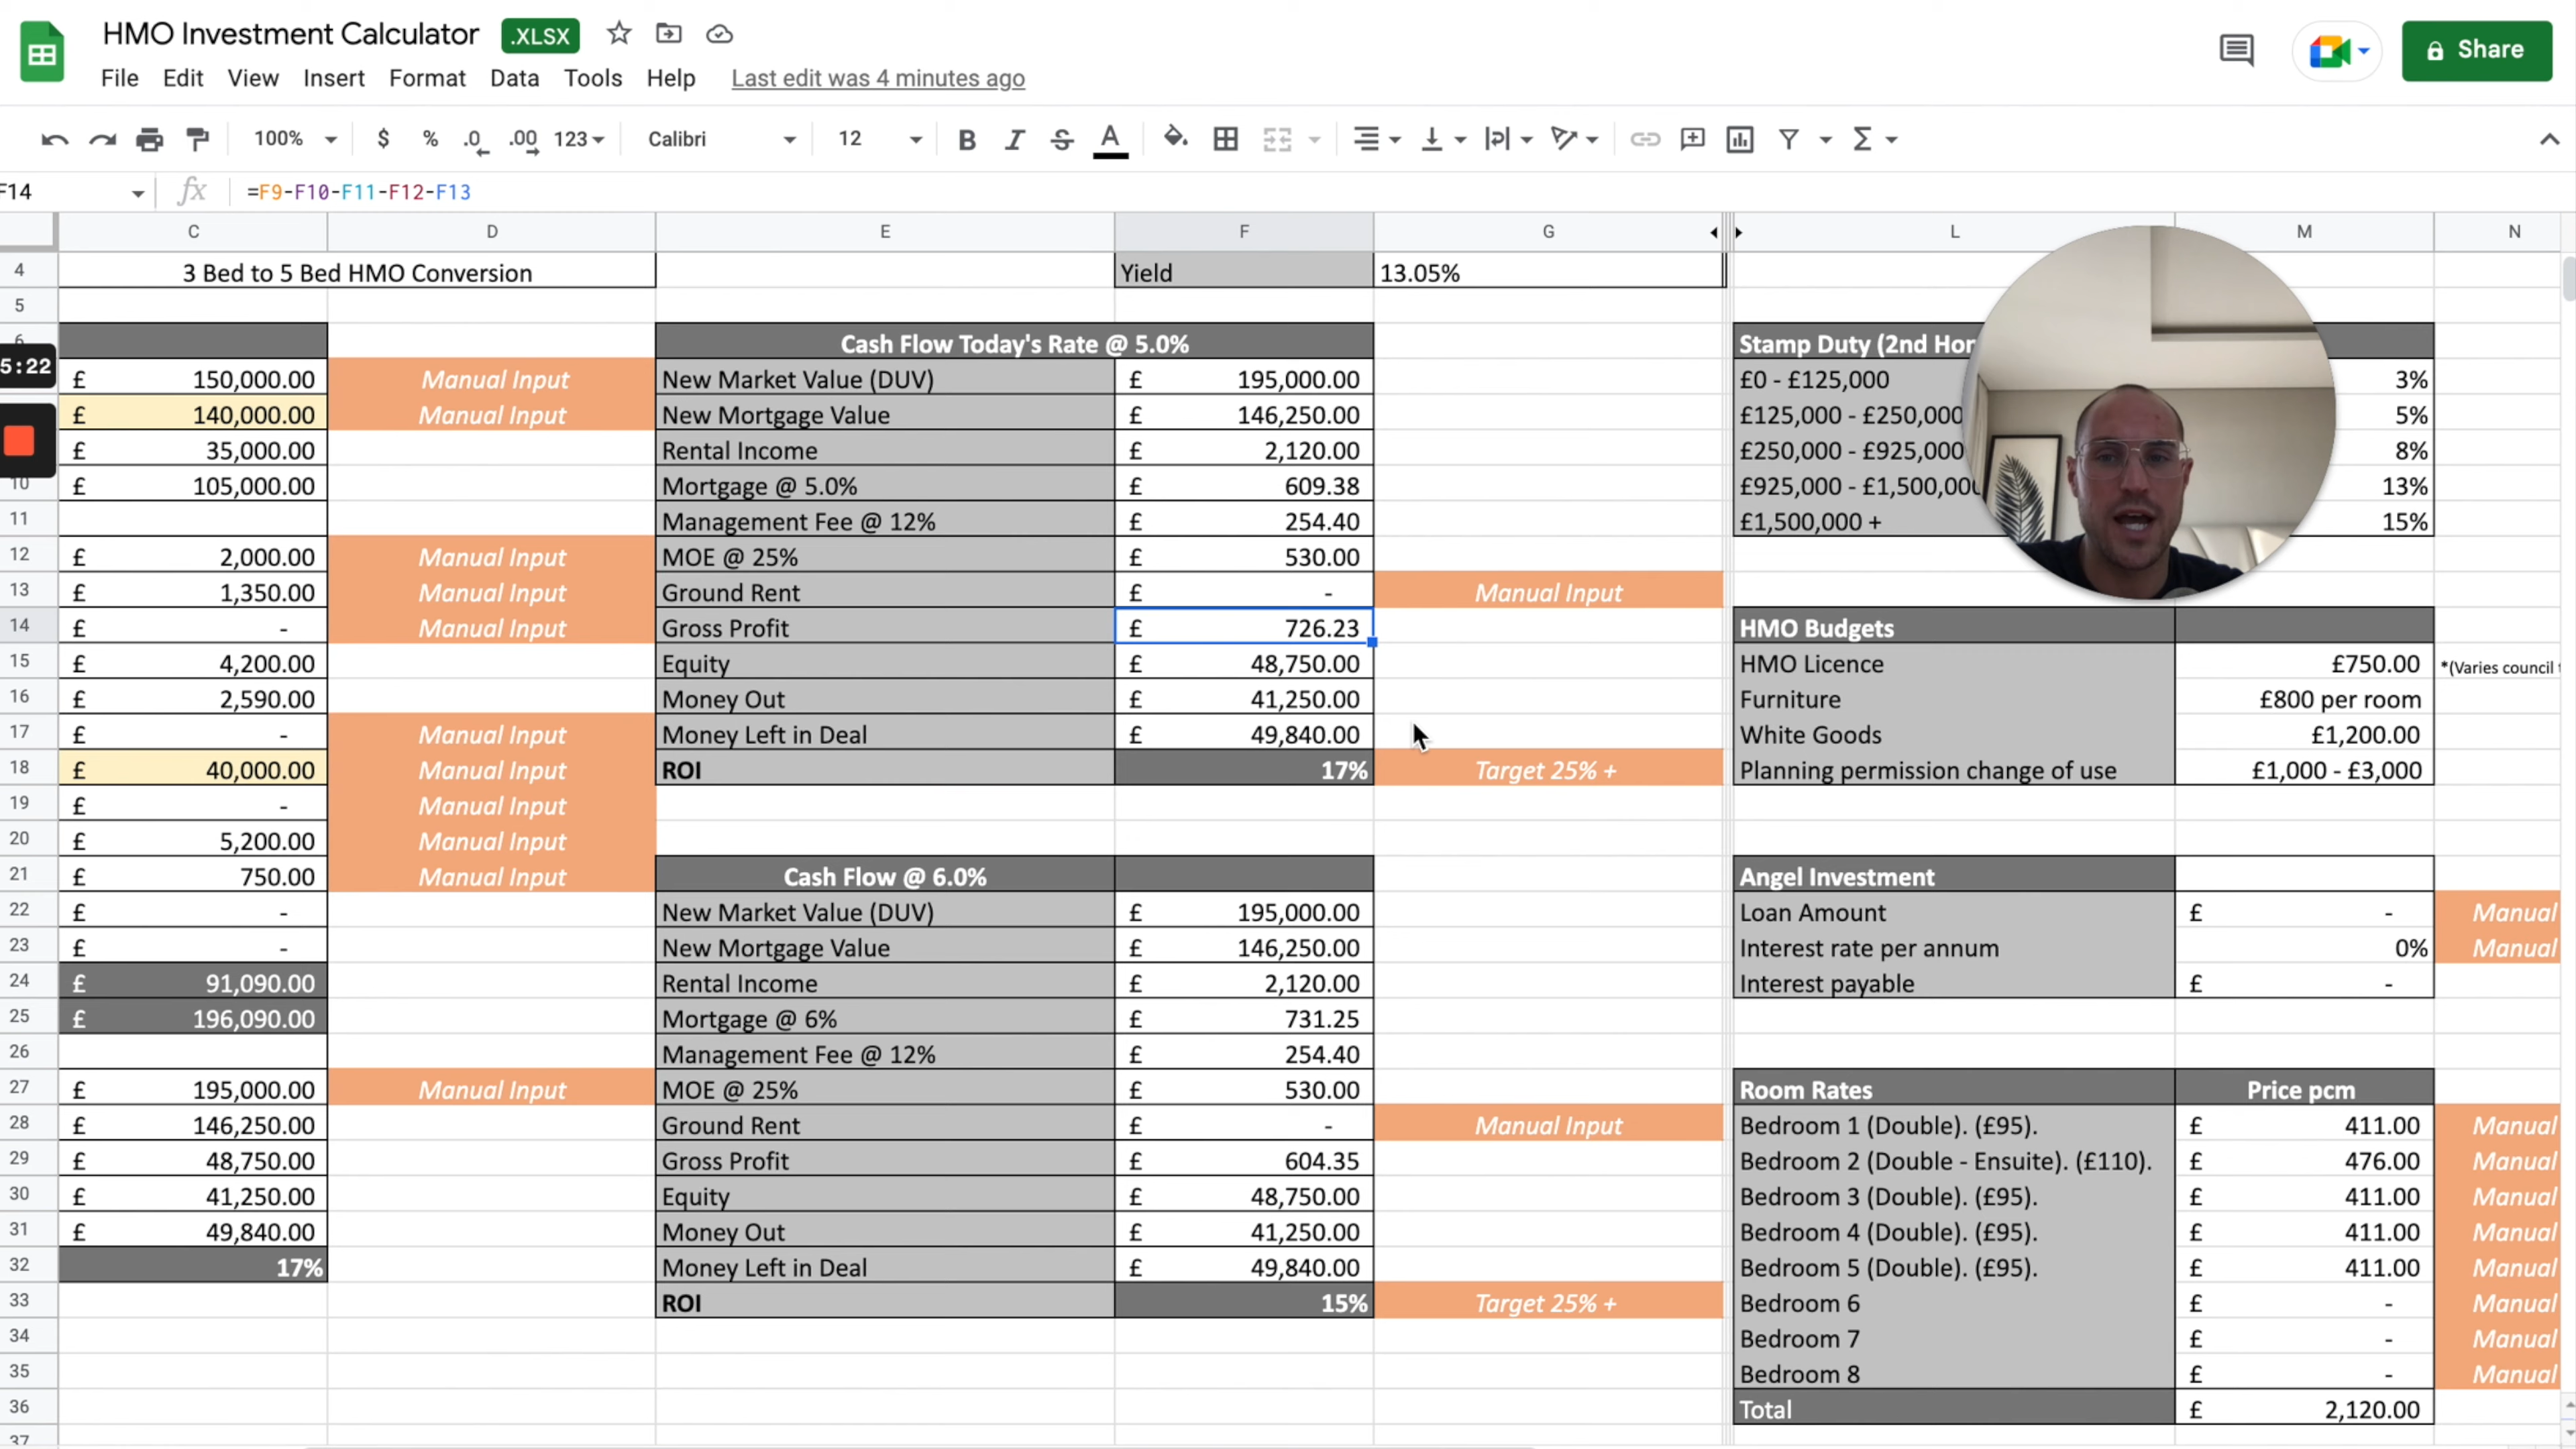 HMO Investment Calculator .XLSX
File Edit View Insert Format Data Tools Help Last edit was 4 minutes ago
Share
100% $ % .0 .00 123 Calibri 12 B I S A
F14 fx =F9-F10-F11-F12-F13
C D E F G L M N
4 3 Bed to 5 Bed HMO Conversion Yield 13.05%
5
6 Cash Flow Today's Rate @ 5.0% Stamp Duty (2nd Hor
5:22
£ 150,000.00 Manual Input New Market Value (DUV) £ 195,000.00 £0 - £125,000 3%
£ 140,000.00 Manual Input New Mortgage Value £ 146,250.00 £125,000 - £250,000 5%
£ 35,000.00 Rental Income £ 2,120.00 £250,000 - £925,000 8%
10 £ 105,000.00 Mortgage @ 5.0% £ 609.38 £925,000 - £1,500,000 13%
11 Management Fee @ 12% £ 254.40 £1,500,000 + 15%
12 £ 2,000.00 Manual Input MOE @ 25% £ 530.00
13 £ 1,350.00 Manual Input Ground Rent £ - Manual Input
14 £ - Manual Input Gross Profit £ 726.23 HMO Budgets
15 £ 4,200.00 Equity £ 48,750.00 HMO Licence £750.00 *(Varies council
16 £ 2,590.00 Money Out £ 41,250.00 Furniture £800 per room
17 £ - Manual Input Money Left in Deal £ 49,840.00 White Goods £1,200.00
18 £ 40,000.00 Manual Input ROI 17% Target 25% + Planning permission change of use £1,000 - £3,000
19 £ - Manual Input
20 £ 5,200.00 Manual Input
21 £ 750.00 Manual Input Cash Flow @ 6.0% Angel Investment
22 £ - New Market Value (DUV) £ 195,000.00 Loan Amount £ - Manual
23 £ - New Mortgage Value £ 146,250.00 Interest rate per annum 0% Manual
24 £ 91,090.00 Rental Income £ 2,120.00 Interest payable £ -
25 £ 196,090.00 Mortgage @ 6% £ 731.25
26 Management Fee @ 12% £ 254.40
27 £ 195,000.00 Manual Input MOE @ 25% £ 530.00 Room Rates Price pcm
28 £ 146,250.00 Ground Rent £ - Manual Input Bedroom 1 (Double). (£95). £ 411.00 Manual
29 £ 48,750.00 Gross Profit £ 604.35 Bedroom 2 (Double - Ensuite). (£110). £ 476.00 Manual
30 £ 41,250.00 Equity £ 48,750.00 Bedroom 3 (Double). (£95). £ 411.00 Manual
31 £ 49,840.00 Money Out £ 41,250.00 Bedroom 4 (Double). (£95). £ 411.00 Manual
32 17% Money Left in Deal £ 49,840.00 Bedroom 5 (Double). (£95). £ 411.00 Manual
33 ROI 15% Target 25% + Bedroom 6 £ - Manual
34 Bedroom 7 £ - Manual
35 Bedroom 8 £ - Manual
36 Total £ 2,120.00
37